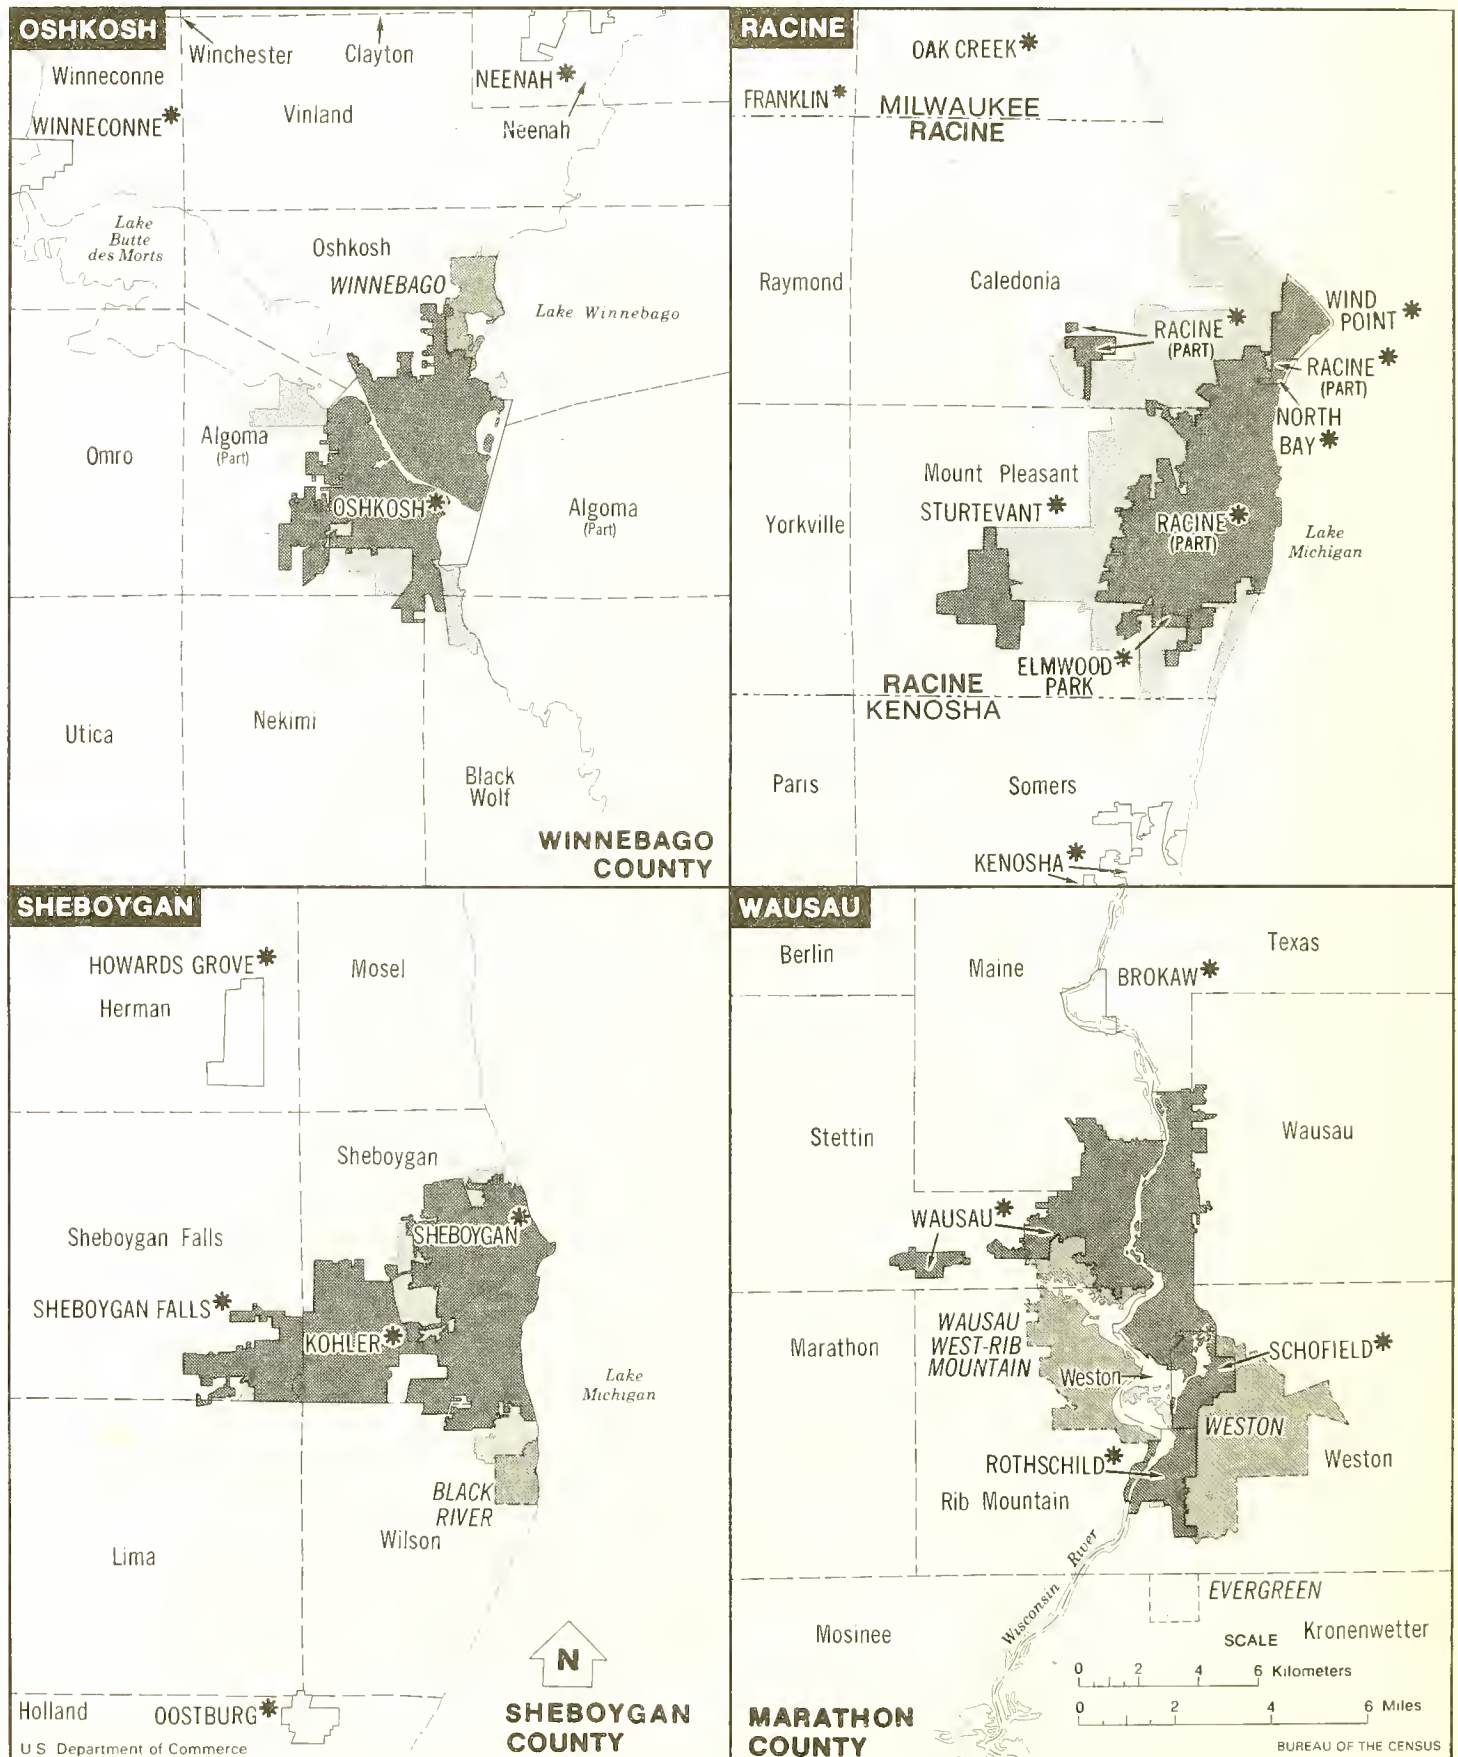 OSHKOSH
Winchester
Clayton
Winneconne
NEENAH*
WINNECONNE*
Vinland
Neenah
Lake
Butte
des Morts
Oshkosh
WINNEBAGO
Lake Winnebago
Omro
Algoma
(Part)
OSHKOSH*
Algoma
(Part)
Utica
Nekimi
Black
Wolf
WINNEBAGO
COUNTY
RACINE
OAK CREEK*
FRANKLIN*
MILWAUKEE
RACINE
Raymond
Caledonia
WIND
POINT*
RACINE*
(PART)
RACINE*
(PART)
NORTH
BAY*
Mount Pleasant
STURTEVANT*
Yorkville
RACINE*
(PART)
Lake
Michigan
ELMWOOD*
PARK
RACINE
KENOSHA
Paris
Somers
KENOSHA*
SHEBOYGAN
HOWARDS GROVE*
Mosel
Herman
Sheboygan
SHEBOYGAN*
Sheboygan Falls
SHEBOYGAN FALLS*
KOHLER*
Lake
Michigan
BLACK
RIVER
Wilson
Lima
N
Holland
OOSTBURG*
SHEBOYGAN
COUNTY
U S Department of Commerce
WAUSAU
Berlin
Maine
Texas
BROKAW*
Stettin
Wausau
WAUSAU*
WAUSAU
WEST-RIB
MOUNTAIN
Marathon
SCHOFIELD*
Weston
WESTON
Weston
ROTHSCHILD*
Rib Mountain
Wisconsin River
EVERGREEN
Mosinee
Kronenwetter
SCALE
0 2 4 6 Kilometers
0 2 4 6 Miles
MARATHON
COUNTY
BUREAU OF THE CENSUS